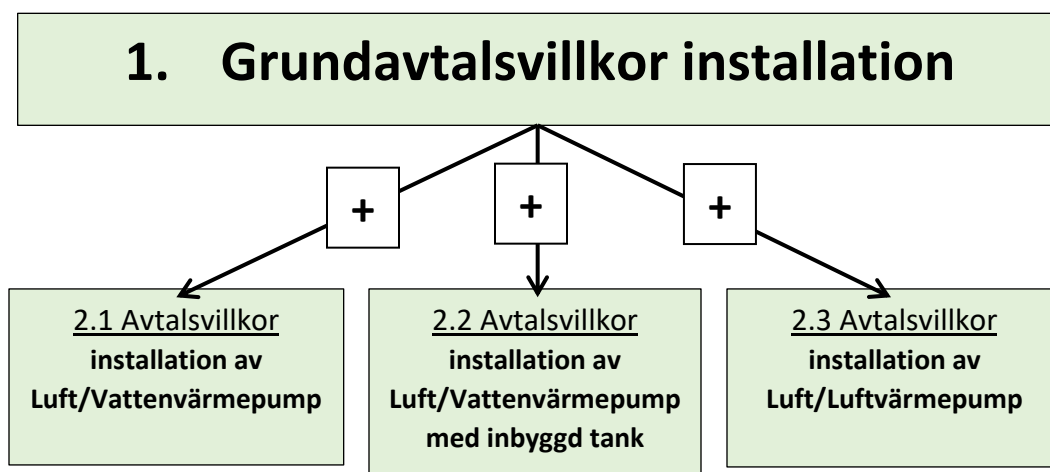 1. Grundavtalsvillkor installation
+
+
+
2.1 Avtalsvillkor
installation av
Luft/Vattenvärmepump
2.2 Avtalsvillkor
installation av
Luft/Vattenvärmepump
med inbyggd tank
2.3 Avtalsvillkor
installation av
Luft/Luftvärmepump